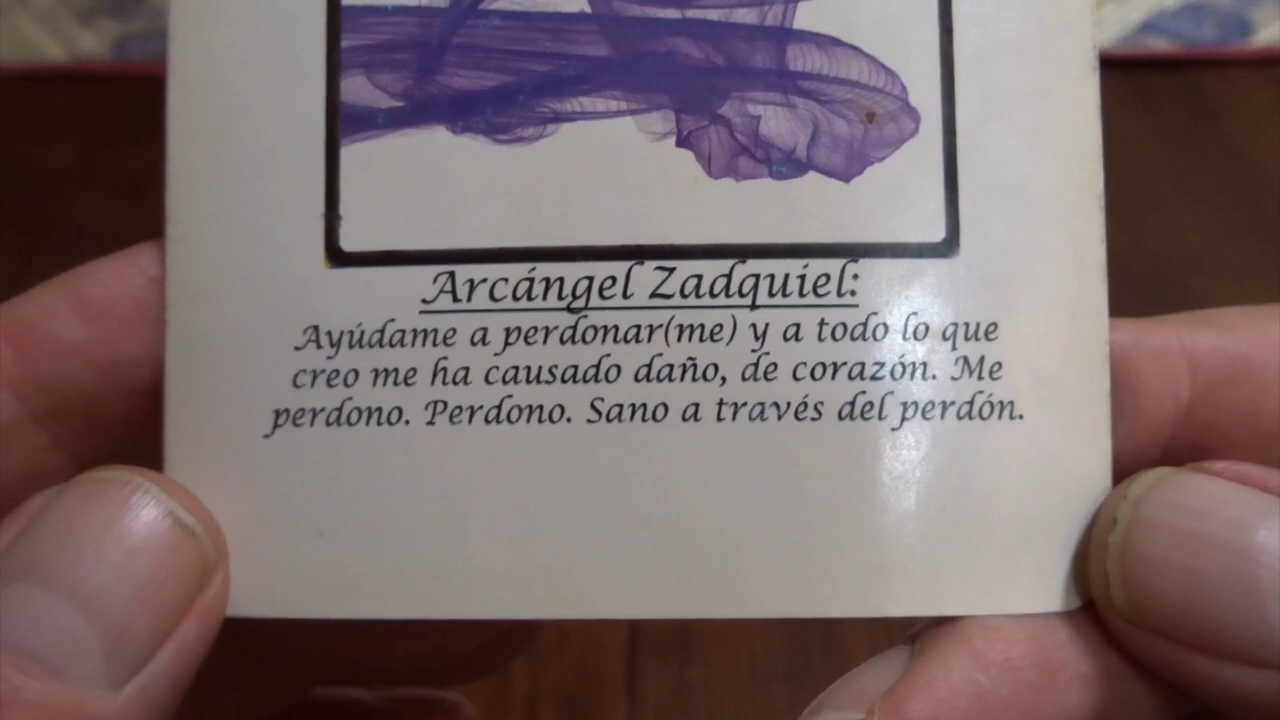 Arcángel Zadquiel:
Ayúdame a perdonar(me) y a todo lo que
creo me ha causado daño, de corazón. Me
perdono. Perdono. Sano a través del perdón.